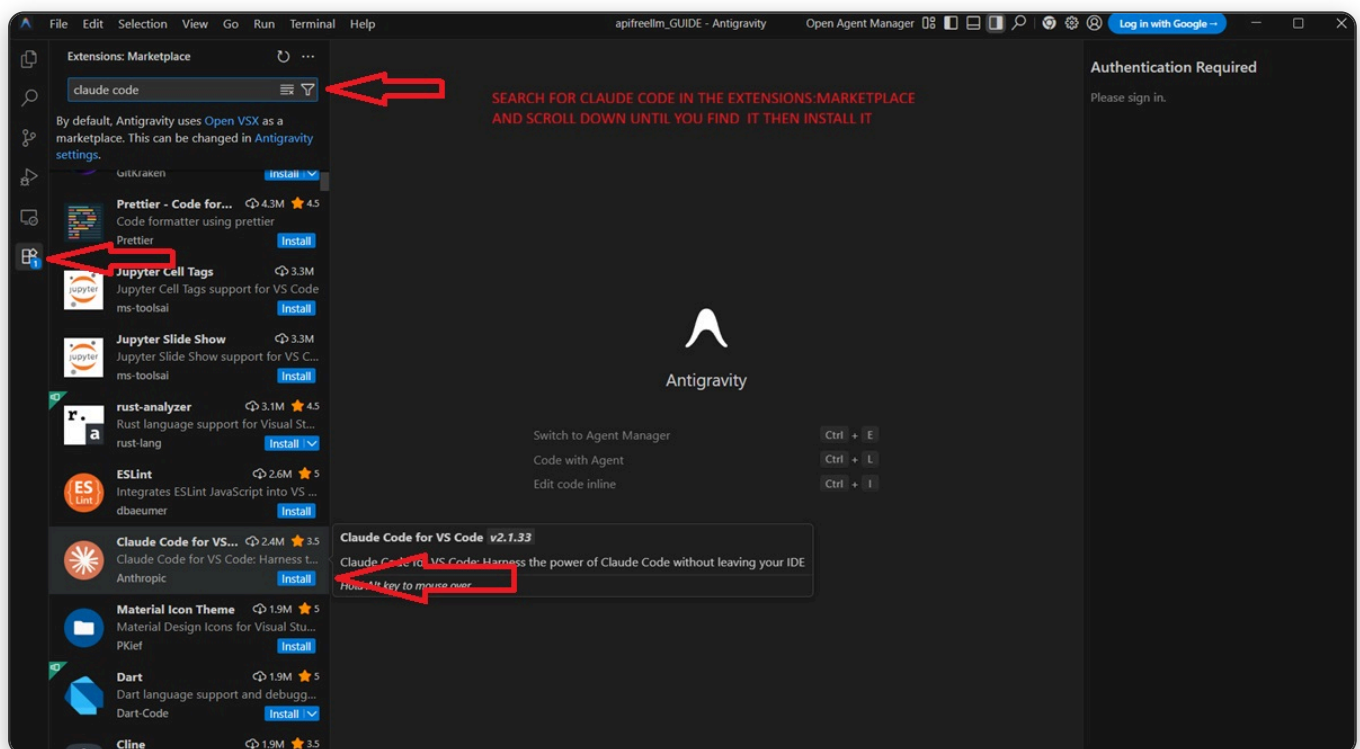 File Edit Selection View Go Run Terminal Help
apifreellm_GUIDE - Antigravity
Open Agent Manager
Log in with Google →
Extensions: Marketplace
claude code
By default, Antigravity uses Open VSX as a
marketplace. This can be changed in Antigravity
settings.
GitKraken
Install
Prettier - Code for... 4.3M 4.5
Code formatter using prettier
Prettier
Install
1
Jupyter Cell Tags 3.3M
jupyter
Jupyter Cell Tags support for VS Code
ms-toolsai
Install
Jupyter Slide Show 3.3M
jupyter
Jupyter Slide Show support for VS C...
ms-toolsai
Install
rust-analyzer 3.1M 4.5
r.
a
Rust language support for Visual St...
rust-lang
Install
ESLint 2.6M 5
ES
Lint
Integrates ESLint JavaScript into VS ...
dbaeumer
Install
Claude Code for VS... 2.4M 3.5
Claude Code for VS Code: Harness t...
Anthropic
Install
Material Icon Theme 1.9M 5
Material Design Icons for Visual Stu...
PKief
Install
Dart 1.9M 5
Dart language support and debugg...
Dart-Code
Install
Cline 1.9M 3.5
SEARCH FOR CLAUDE CODE IN THE EXTENSIONS:MARKETPLACE
AND SCROLL DOWN UNTIL YOU FIND IT THEN INSTALL IT
Antigravity
Switch to Agent Manager Ctrl + E
Code with Agent Ctrl + L
Edit code inline Ctrl + I
Claude Code for VS Code v2.1.33
Claude Code for VS Code: Harness the power of Claude Code without leaving your IDE
Hold Alt key to mouse over
Authentication Required
Please sign in.